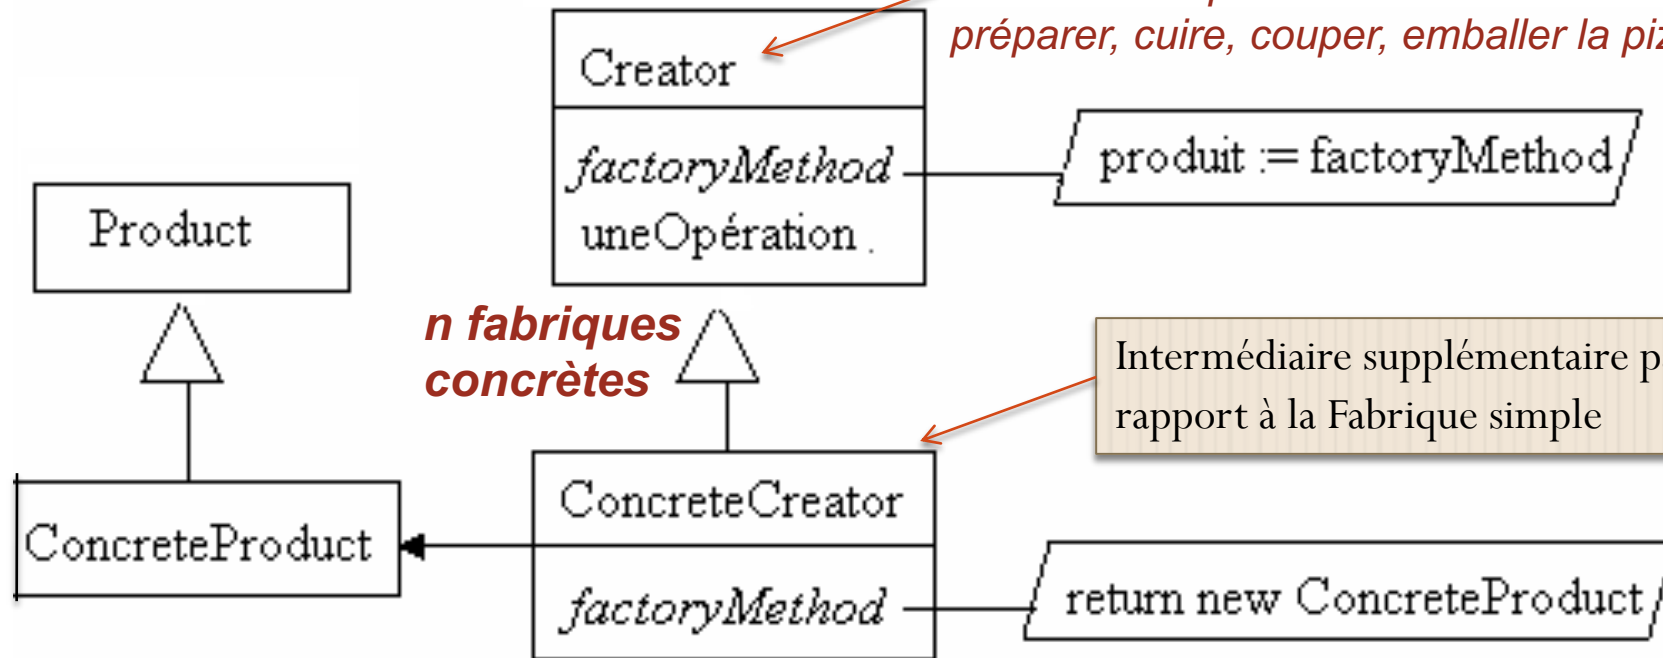 préparer, cuire, couper, emballer la
Creator
factoryMethod
uneOpération .
produit := factoryMethod
Product
n fabriques
concrètes
Intermédiaire supplémentaire
rapport à la Fabrique simple
ConcreteCreator
factoryMethod
ConcreteProduct
return new ConcreteProduct